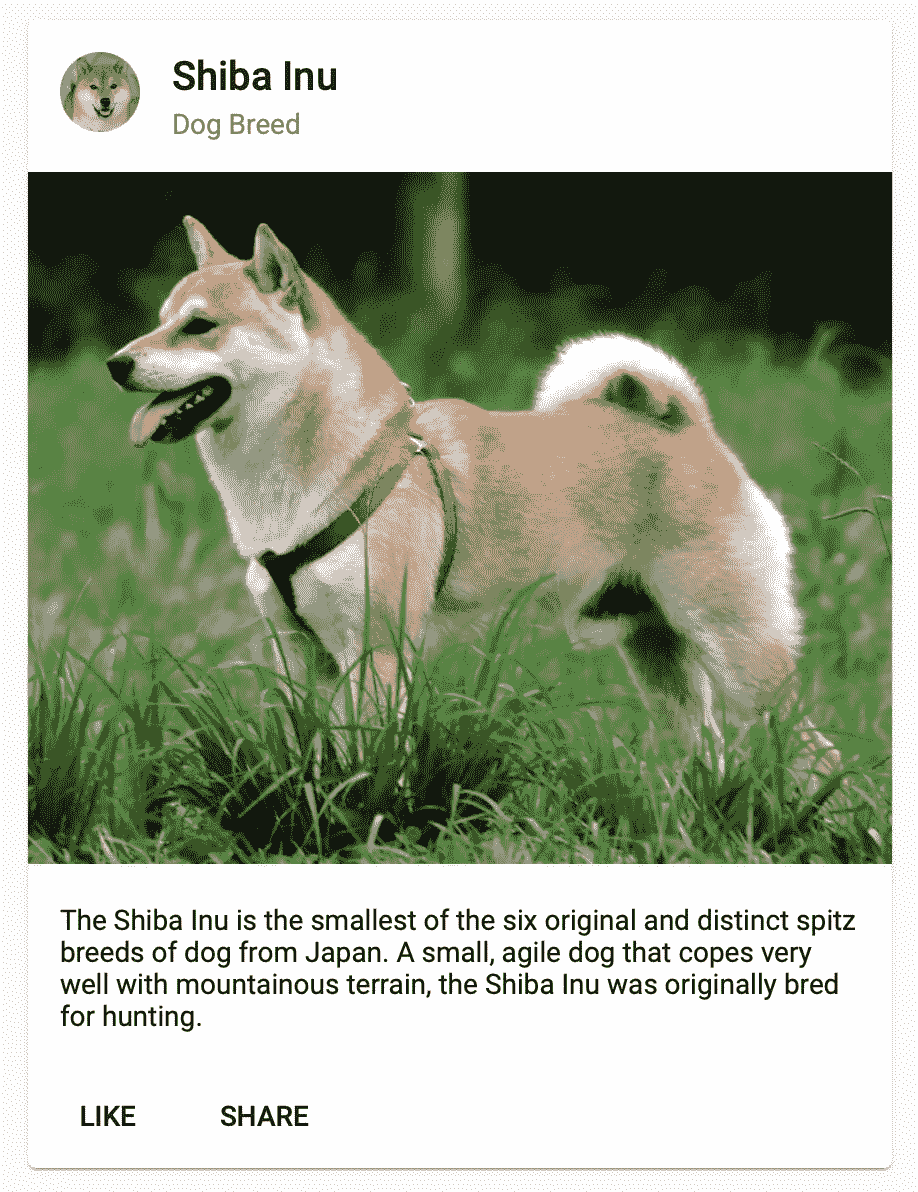 Shiba Inu
Dog Breed
The Shiba Inu is the smallest of the six original and distinct spitz
breeds of dog from Japan. A small, agile dog that copes very
well with mountainous terrain, the Shiba Inu was originally bred
for hunting.
LIKE SHARE